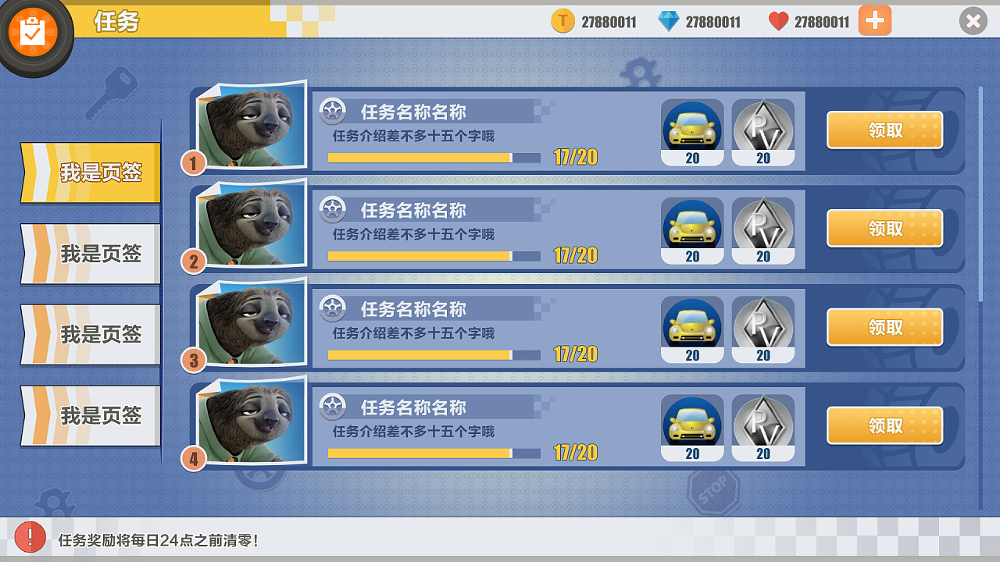 任务
T 27880011 27880011 27880011
我是页签
我是页签
我是页签
我是页签
1
任务名称名称
任务介绍差不多十五个字哦
17/20
20
RV
20
领取
2
任务名称名称
任务介绍差不多十五个字哦
17/20
20
RV
20
领取
3
任务名称名称
任务介绍差不多十五个字哦
17/20
20
RV
20
领取
4
任务名称名称
任务介绍差不多十五个字哦
17/20
20
RV
20
领取
STOP
任务奖励将每日24点之前清零!